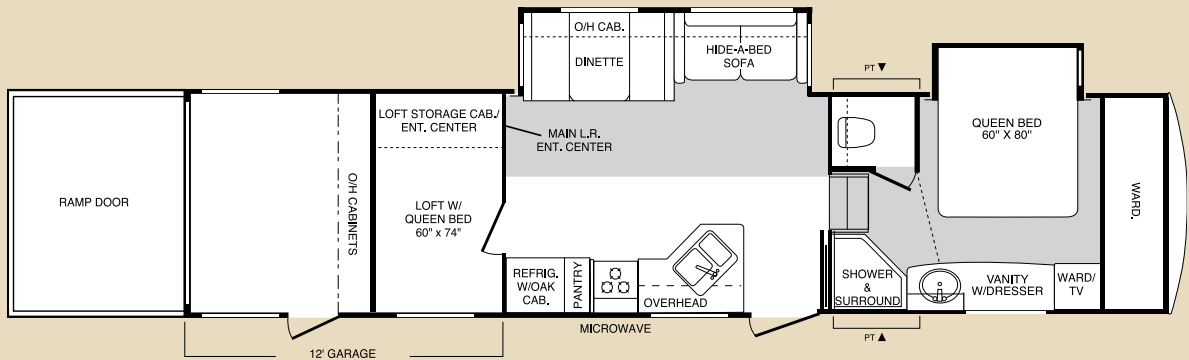 RAMP DOOR
O/H CABINETS
LOFT STORAGE CAB./
ENT. CENTER
LOFT W/
QUEEN BED
60" x 74"
12' GARAGE
O/H CAB.
DINETTE
HIDE-A-BED
SOFA
MAIN L.R.
ENT. CENTER
REFRIG.
W/OAK
CAB.
PANTRY
OVERHEAD
MICROWAVE
PT ▼
QUEEN BED
60" X 80"
WARD.
SHOWER
&
SURROUND
VANITY
W/DRESSER
WARD/
TV
PT ▲